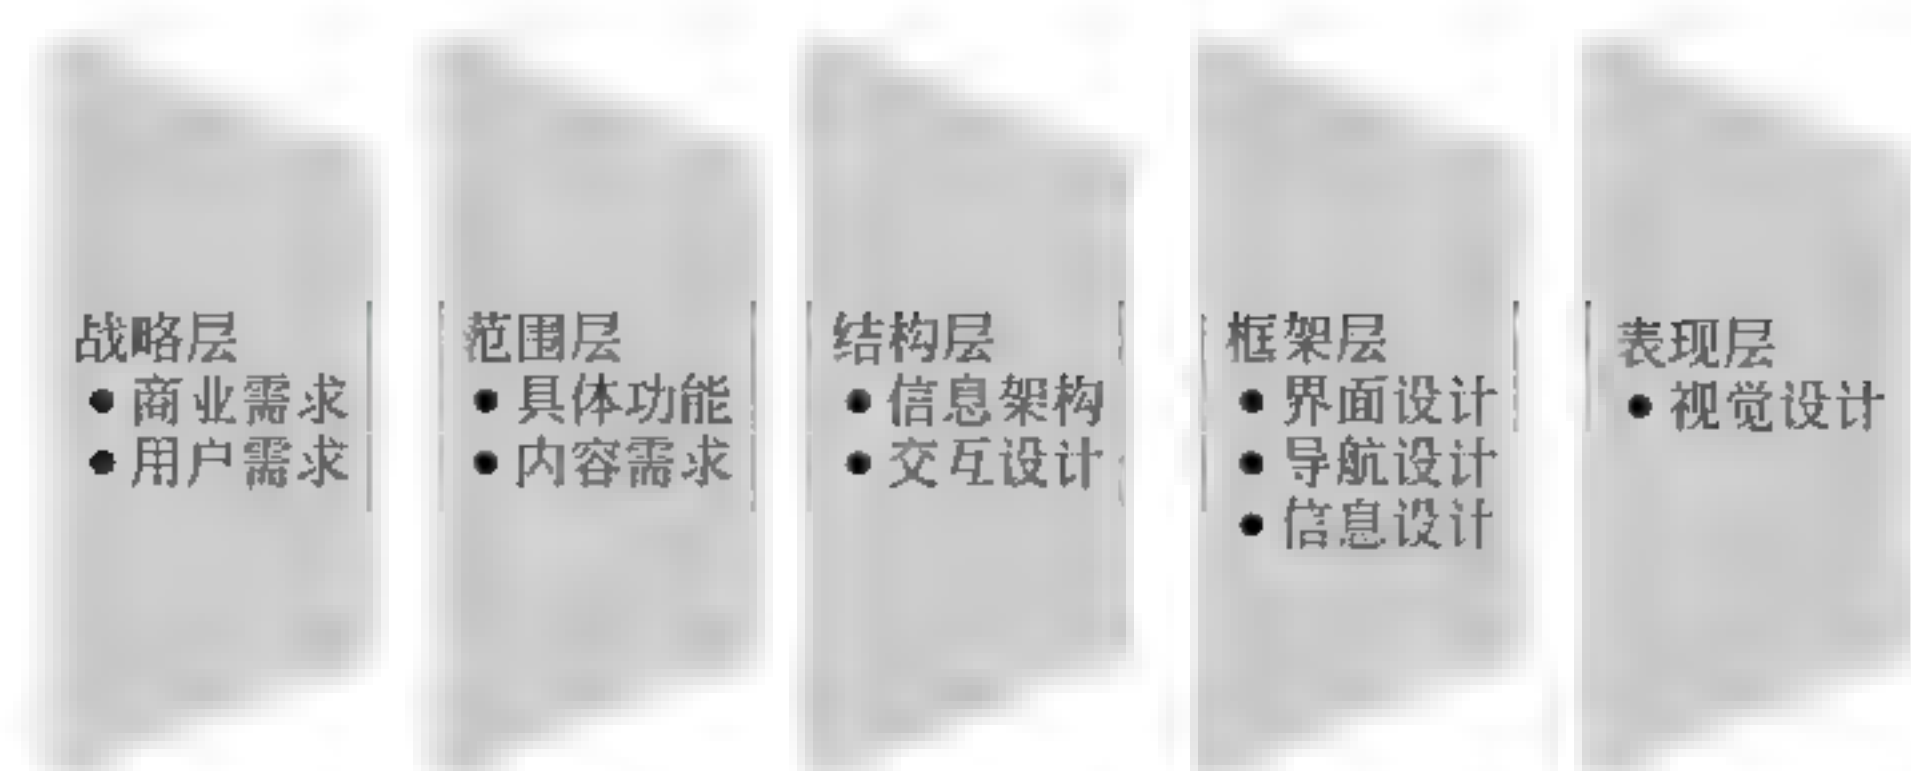 战略层
● 商业需求
● 用户需求
范围层
● 具体功能
● 内容需求
结构层
● 信息架构
● 交互设计
框架层
● 界面设计
● 导航设计
● 信息设计
表现层
● 视觉设计